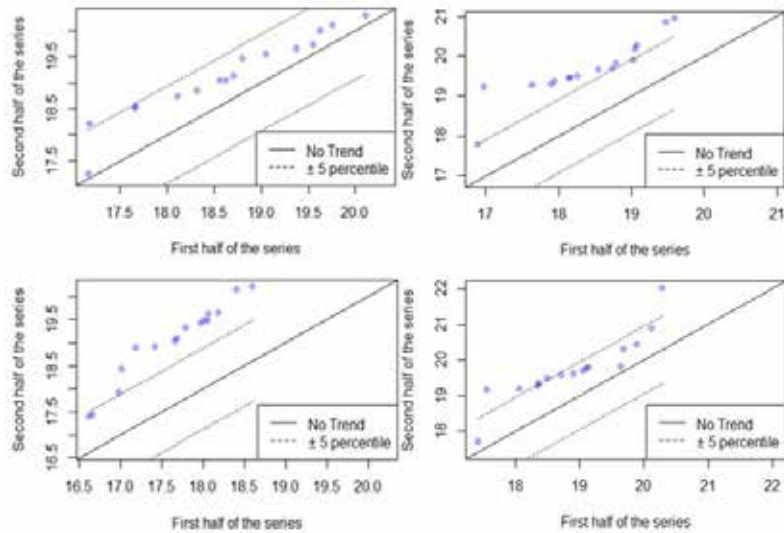 Second half of the series
19.5
18.5
17.5
No Trend
± 5 percentile
17.5 18.0 18.5 19.0 19.5 20.0
First half of the series
Second half of the series
21
20
19
18
17
No Trend
± 5 percentile
17 18 19 20 21
First half of the series
Second half of the series
19.5
18.5
17.5
16.5
No Trend
± 5 percentile
16.5 17.0 17.5 18.0 18.5 19.0 19.5 20.0
First half of the series
Second half of the series
22
21
20
19
18
No Trend
± 5 percentile
18 19 20 21 22
First half of the series